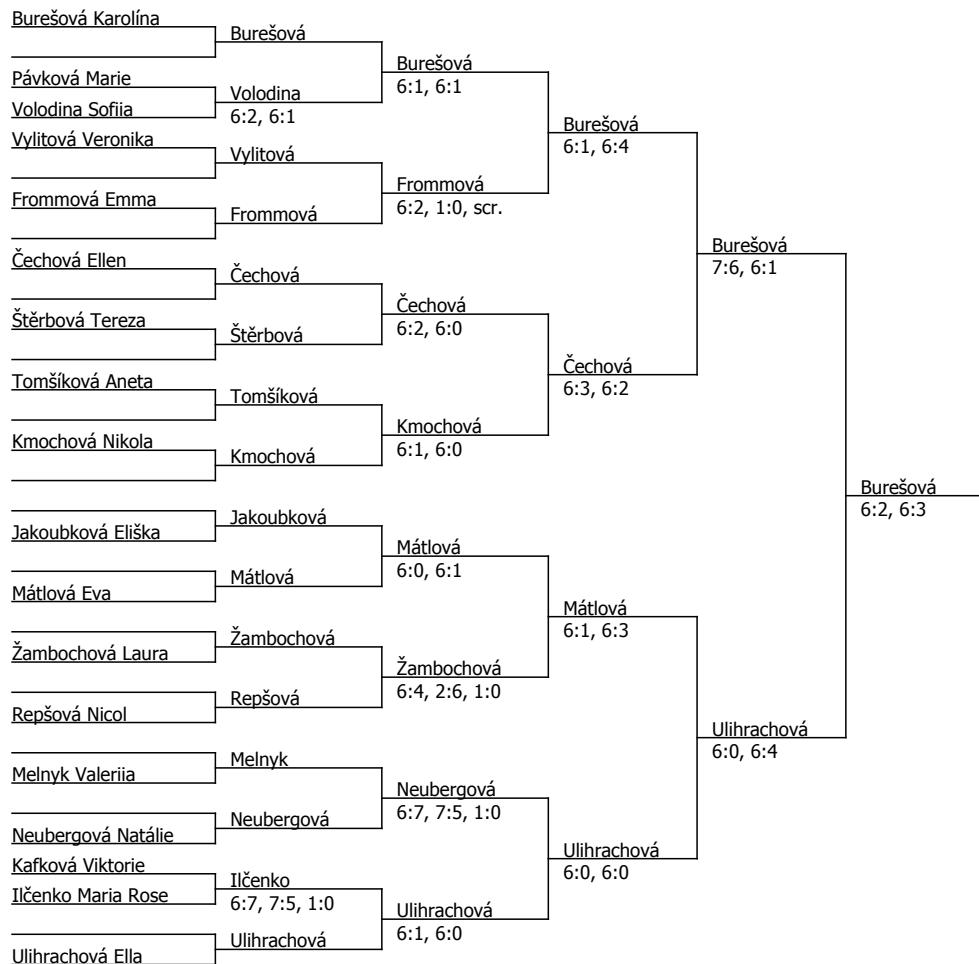 Burešová Karolína
Pávková Marie
Volodina Sofiia
Vylitová Veronika
Frommová Emma
Čechová Ellen
Štěrbová Tereza
Tomšíková Aneta
Kmochová Nikola
Jakoubková Eliška
Mátlová Eva
Žambochová Laura
Repšová Nicol
Melnyk Valeriia
Neubergová Natálie
Kafková Viktorie
Ilčenko Maria Rose
Ulihrachová Ella
Burešová
Volodina
6:2, 6:1
Vylitová
Frommová
Čechová
Štěrbová
Tomšíková
Kmochová
Jakoubková
Mátlová
Žambochová
Repšová
Melnyk
Neubergová
Ilčenko
6:7, 7:5, 1:0
Ulihrachová
Burešová
6:1, 6:1
Frommová
6:2, 1:0, scr.
Čechová
6:2, 6:0
Kmochová
6:1, 6:0
Mátlová
6:0, 6:1
Žambochová
6:4, 2:6, 1:0
Neubergová
6:7, 7:5, 1:0
Ulihrachová
6:1, 6:0
Burešová
6:1, 6:4
Čechová
6:3, 6:2
Mátlová
6:1, 6:3
Ulihrachová
6:0, 6:0
Burešová
7:6, 6:1
Ulihrachová
6:0, 6:4
Burešová
6:2, 6:3